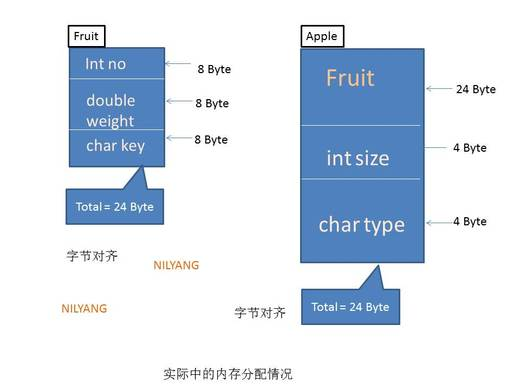 Fruit
Int no
8 Byte
double
weight
8 Byte
char key
8 Byte
Total = 24 Byte
字节对齐
NILYANG
NILYANG
Apple
Fruit
24 Byte
int size
4 Byte
char type
4 Byte
Total = 24 Byte
字节对齐
实际中的内存分配情况